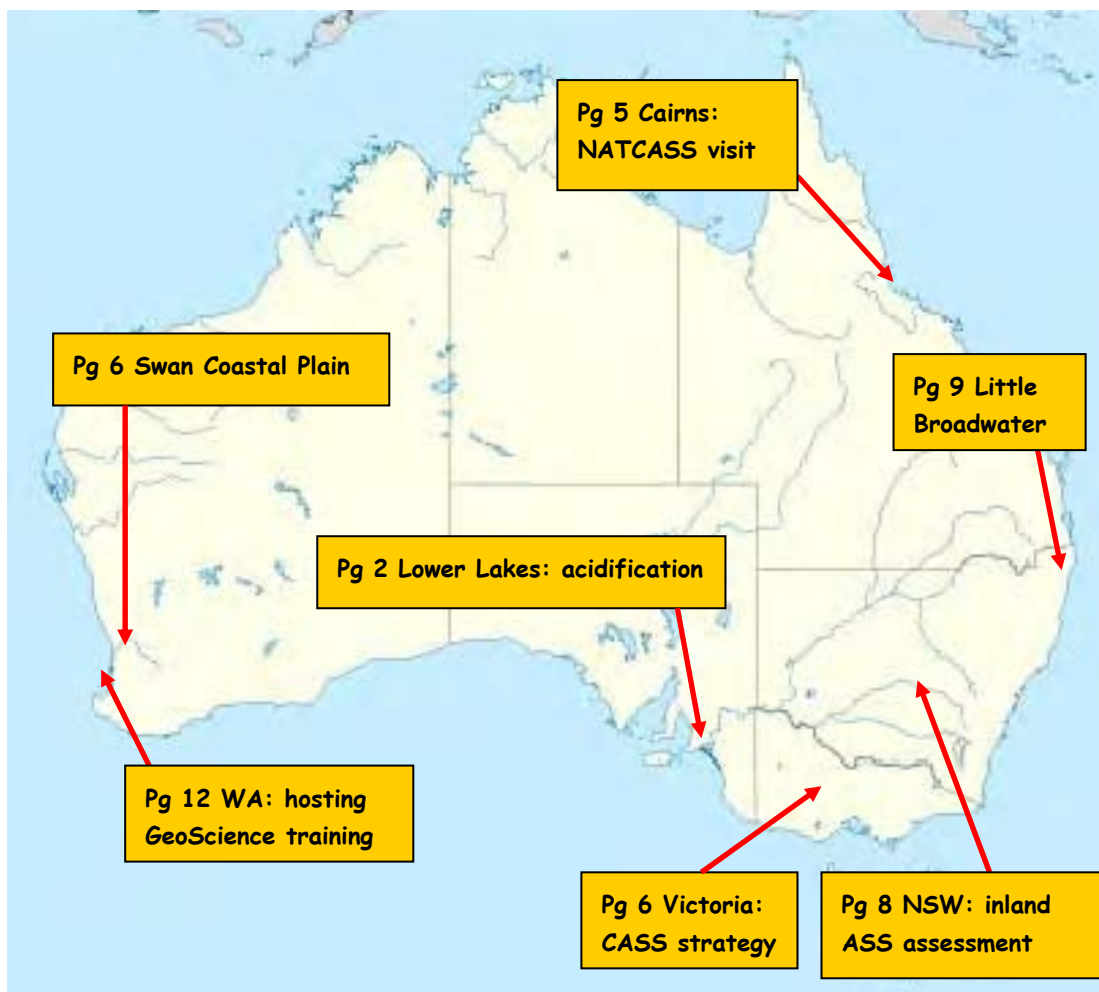 Pg 5 Cairns:
NATCASS visit
Pg 6 Swan Coastal Plain
Pg 9 Little
Broadwater
Pg 2 Lower Lakes: acidification
Pg 12 WA: hosting
GeoScience training
Pg 6 Victoria:
CASS strategy
Pg 8 NSW: inland
ASS assessment